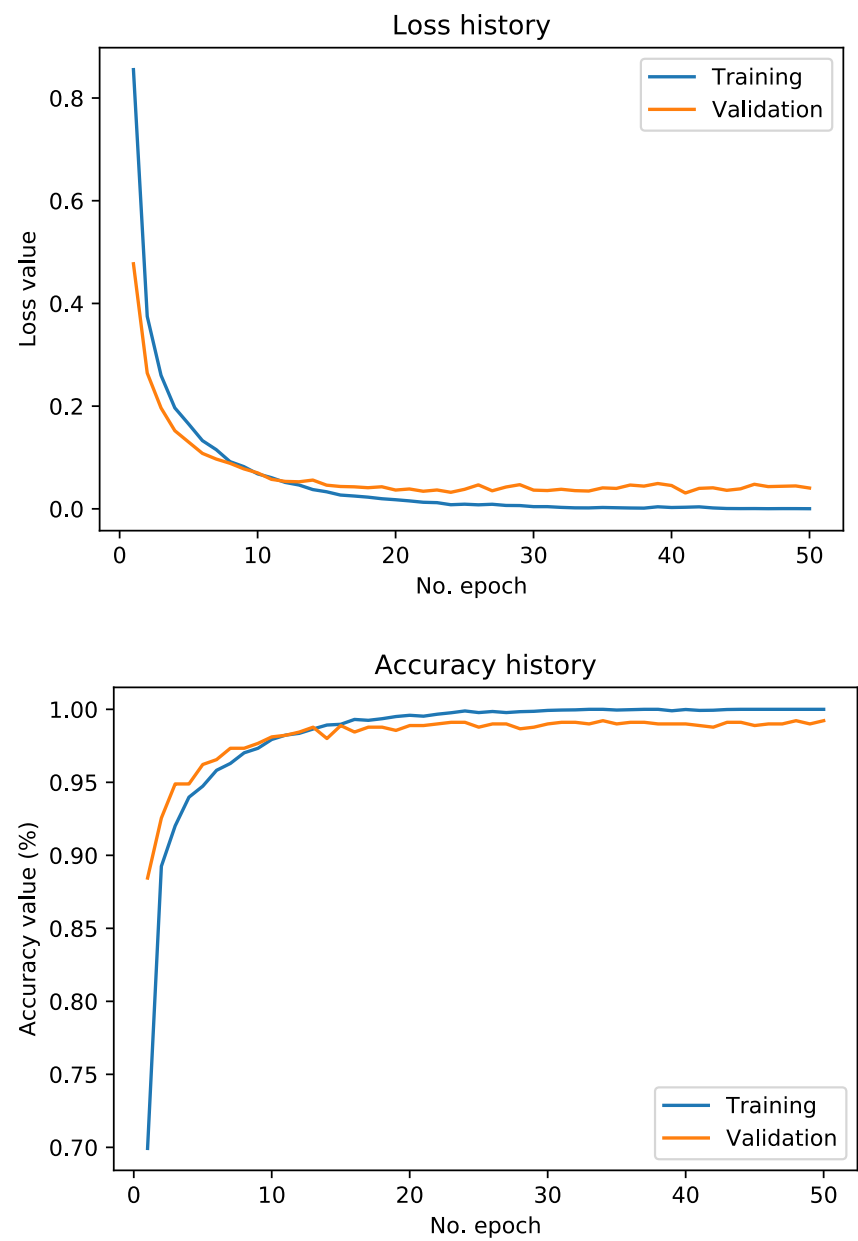 Loss history
Training
Validation
Loss value
0.8
0.6
0.4
0.2
0.0
0 10 20 30 40 50
No. epoch
Accuracy history
Accuracy value (%)
1.00
0.95
0.90
0.85
0.80
0.75
0.70
Training
Validation
0 10 20 30 40 50
No. epoch